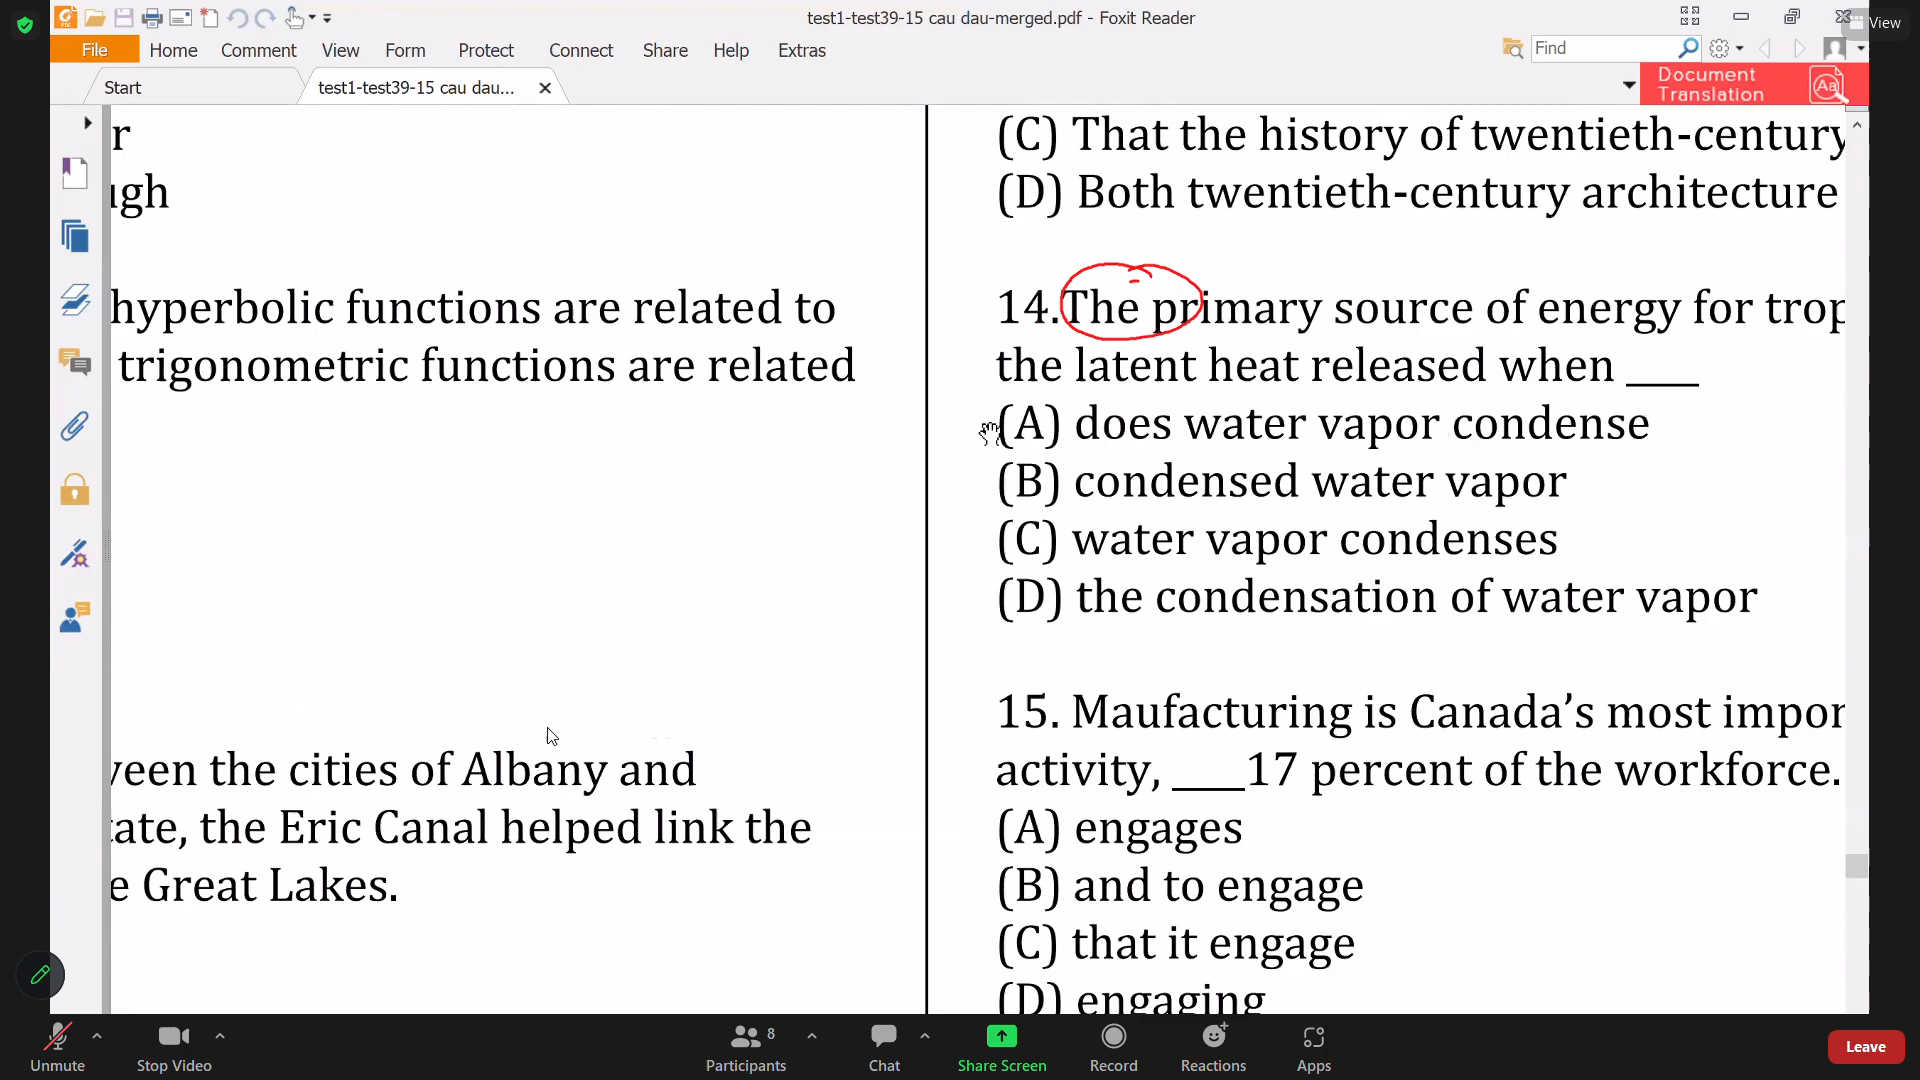 test1-test39-15 cau dau-merged.pdf - Foxit Reader
View
File Home Comment View Form Protect Connect Share Help Extras
Find
Start
test1-test39-15 cau dau...
Document
Translation
r
ugh
hyperbolic functions are related to
trigonometric functions are related
veen the cities of Albany and
tate, the Eric Canal helped link the
e Great Lakes.
(C) That the history of twentieth-century
(D) Both twentieth-century architecture
14.The primary source of energy for trop
the latent heat released when ____
(A) does water vapor condense
(B) condensed water vapor
(C) water vapor condenses
(D) the condensation of water vapor
15. Maufacturing is Canada’s most impor
activity, ____17 percent of the workforce.
(A) engages
(B) and to engage
(C) that it engage
(D) engaging
8
Unmute
Stop Video
Participants
Chat
Share Screen
Record
Reactions
Apps
Leave